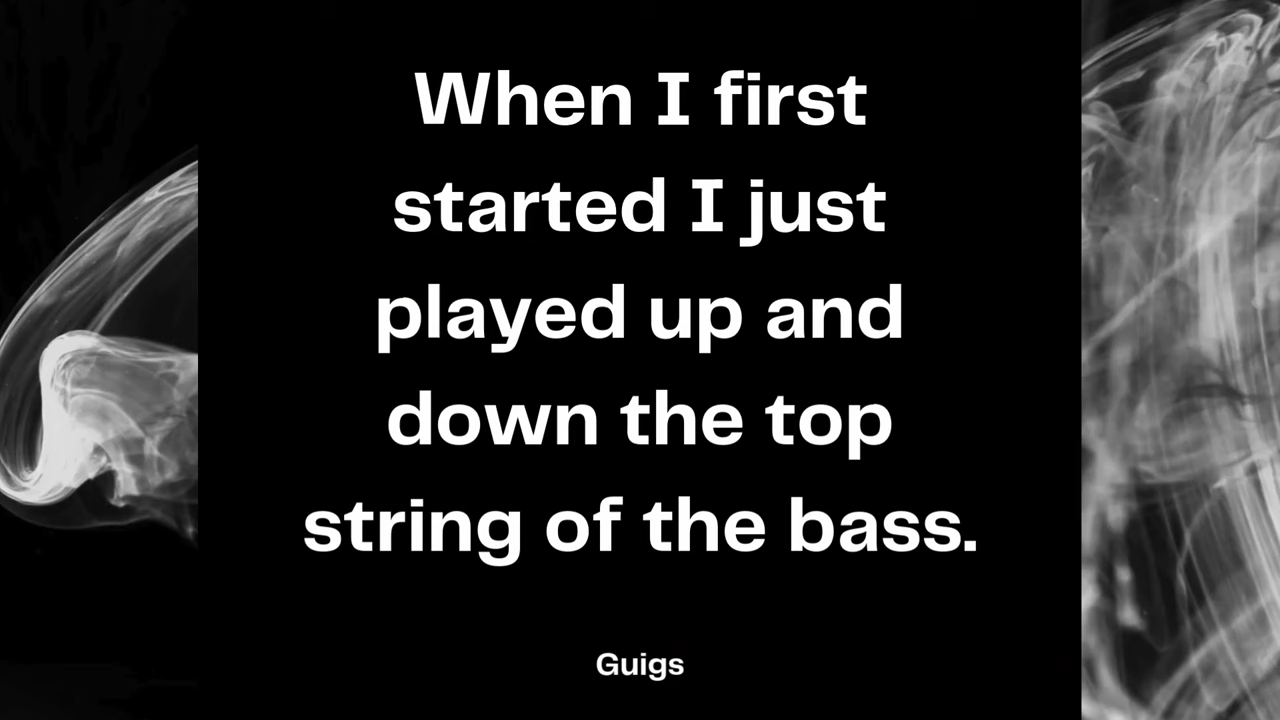 When I first
started I just
played up and
down the top
string of the bass.
Guigs